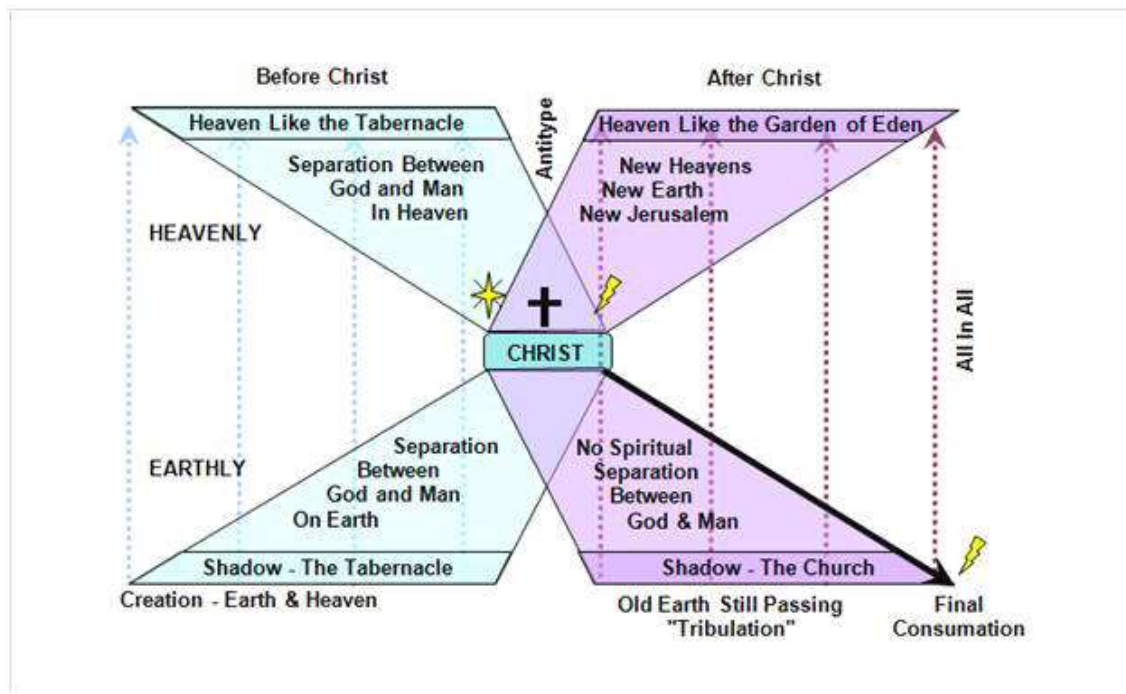 Before Christ
After Christ
Antitype
Heaven Like the Tabernacle
Heaven Like the Garden of Eden
Separation Between
God and Man
In Heaven
New Heavens
New Earth
New Jerusalem
HEAVENLY
CHRIST
All In All
EARTHLY
Separation
Between
God and Man
On Earth
No Spiritual
Separation
Between
God & Man
Shadow - The Tabernacle
Shadow - The Church
Creation - Earth & Heaven
Old Earth Still Passing
"Tribulation"
Final
Consumation